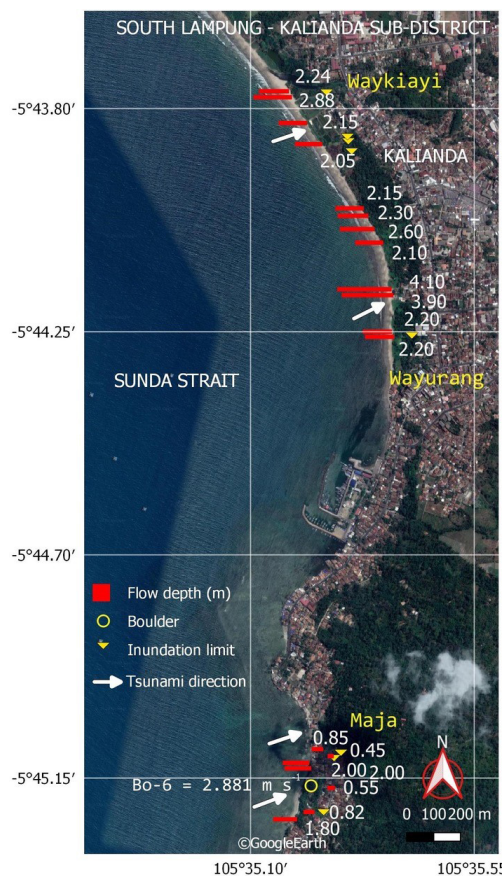 SOUTH LAMPUNG - KALIANDA SUB-DISTRICT
2.24
Waykiayi
-5°43.80’
2.88
2.15
KALIANDA
2.05
2.15
2.30
2.60
2.10
4.10
3.90
2.20
-5°44.25’
2.20
SUNDA STRAIT
Wayurang
-5°44.70’
Flow depth (m)
Boulder
Inundation limit
Tsunami direction
Maja
0.85
0.45
2.00
2.00
N
-5°45.15’
Bo-6 = 2.881 m s⁻¹
0.55
0 100 200 m
0.82
1.80
©GoogleEarth
105°35.10’ 105°35.55’